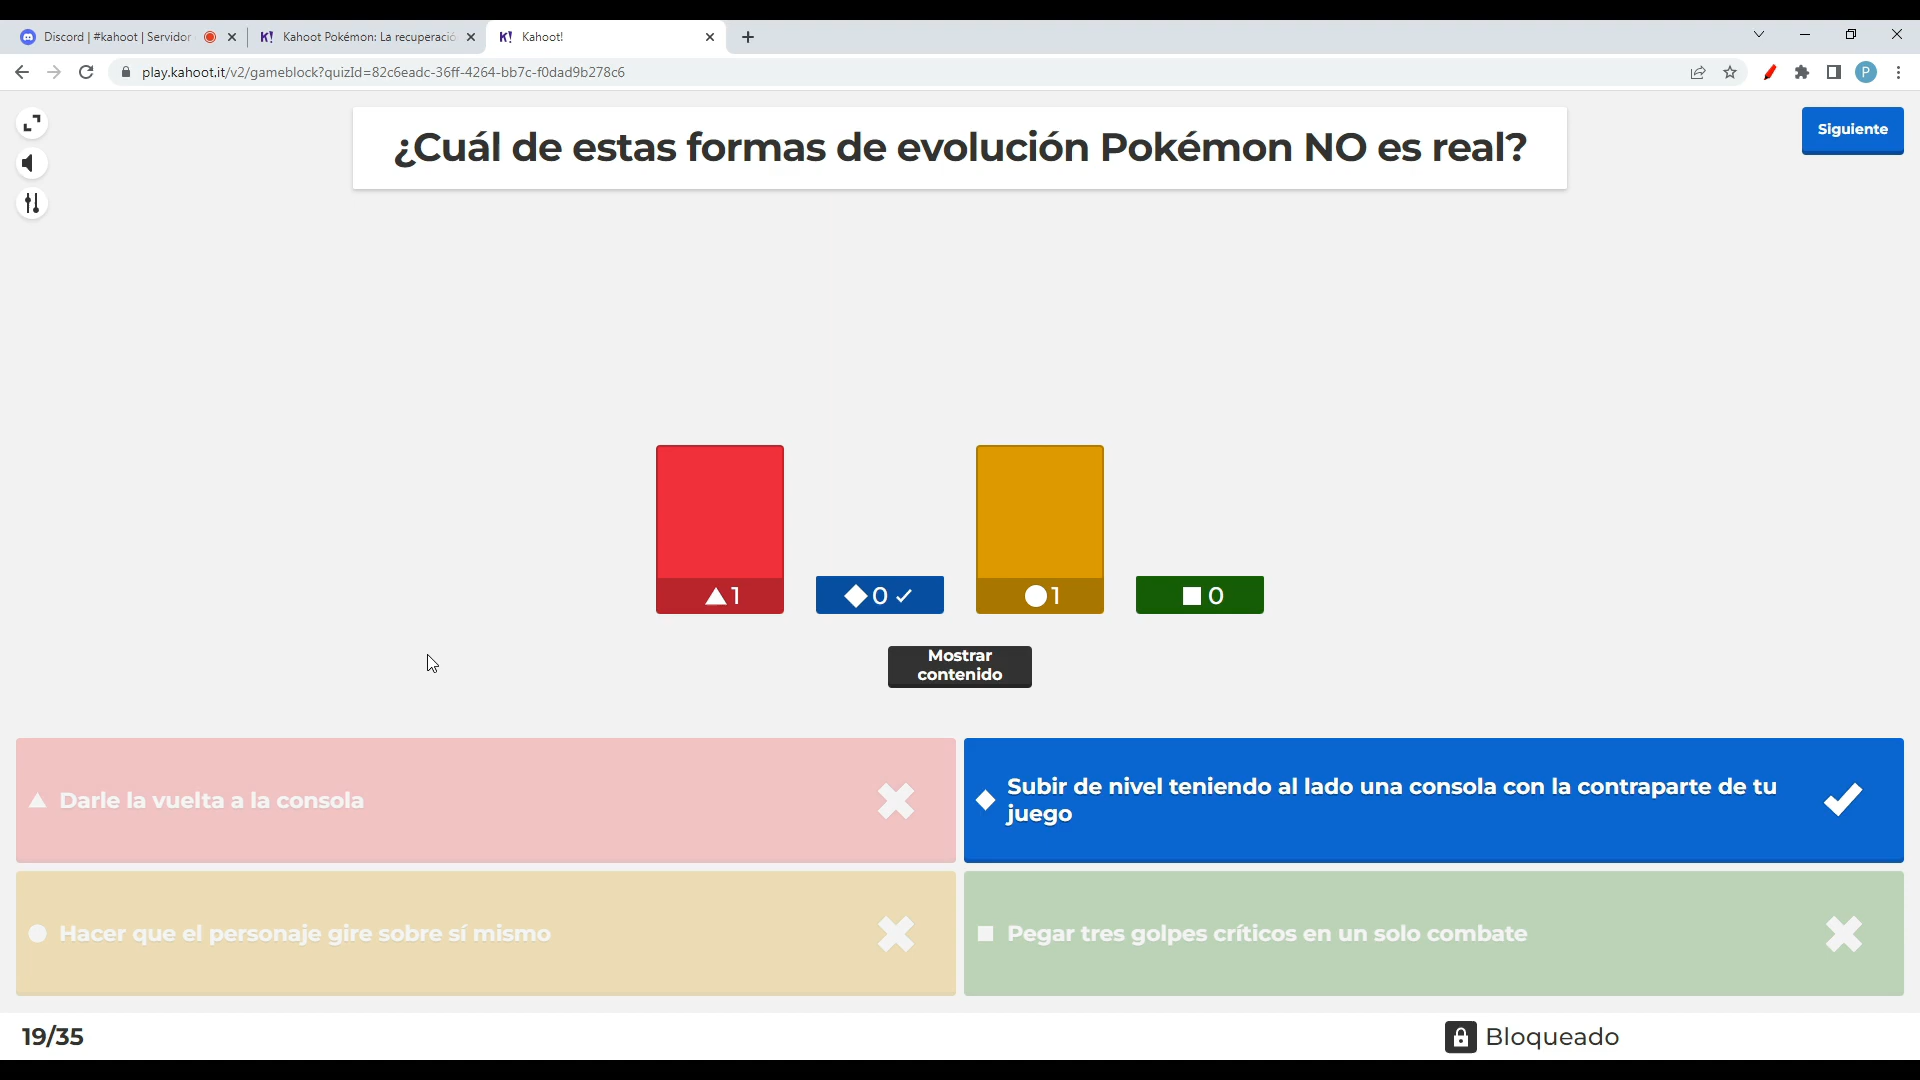 Discord | #kahoot | Servidor
Kahoot Pokémon: La recuperació
Kahoot!
play.kahoot.it/v2/gameblock?quizId=82c6eadc-36ff-4264-bb7c-f0dad9b278c6
P
¿Cuál de estas formas de evolución Pokémon NO es real?
Siguiente
1
0
1
0
Mostrar
contenido
Darle la vuelta a la consola
Subir de nivel teniendo al lado una consola con la contraparte de tu
juego
Hacer que el personaje gire sobre sí mismo
Pegar tres golpes críticos en un solo combate
19/35
Bloqueado